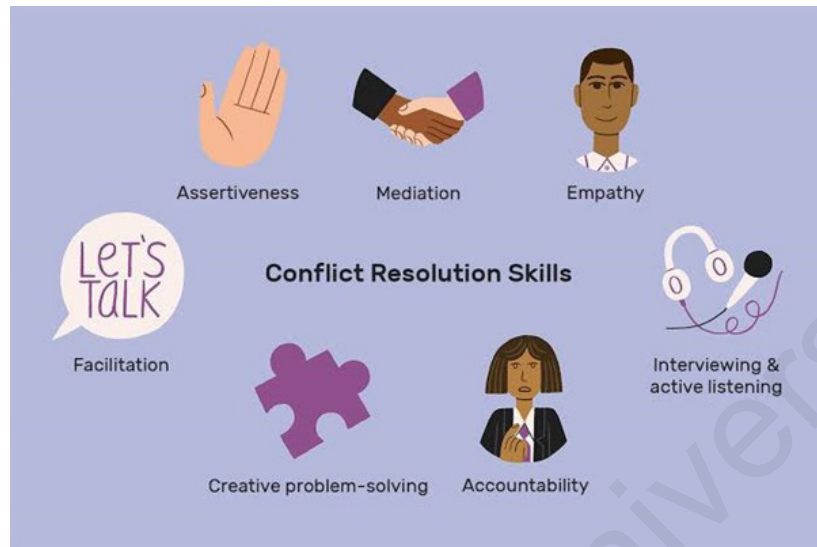 Assertiveness
Mediation
Empathy
LET'S
TALK
Conflict Resolution Skills
Facilitation
Interviewing &
active listening
Creative problem-solving
Accountability